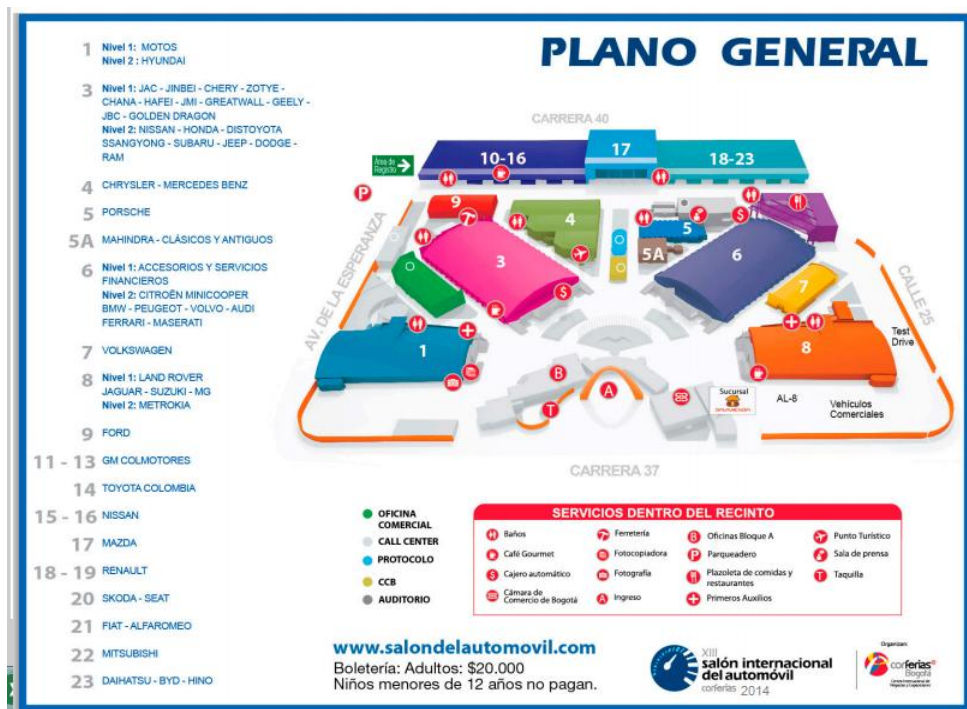 PLANO GENERAL
1 Nivel 1: MOTOS
Nivel 2 : HYUNDAI
3 Nivel 1: JAC - JINBEI - CHERY - ZOTYE -
CHANA - HAFEI - JMI - GREATWALL - GEELY -
JBC - GOLDEN DRAGON
Nivel 2: NISSAN - HONDA - DISTOYOTA
SSANGYONG - SUBARU - JEEP - DODGE -
RAM
4 CHRYSLER - MERCEDES BENZ
5 PORSCHE
5A MAHINDRA - CLÁSICOS Y ANTIGUOS
6 Nivel 1: ACCESORIOS Y SERVICIOS
FINANCIEROS
Nivel 2: CITROËN MINICOOPER
BMW - PEUGEOT - VOLVO - AUDI
FERRARI - MASERATI
7 VOLKSWAGEN
8 Nivel 1: LAND ROVER
JAGUAR - SUZUKI - MG
Nivel 2: METROKIA
9 FORD
11 - 13 GM COLMOTORES
14 TOYOTA COLOMBIA
15 - 16 NISSAN
17 MAZDA
18 - 19 RENAULT
20 SKODA - SEAT
21 FIAT - ALFAROMEO
22 MITSUBISHI
23 DAIHATSU - BYD - HINO
CARRERA 40
Área de
Registro
10-16
17
18-23
P
9
4
5
5A
3
6
7
1
8
AV. DE LA ESPERANZA
CALLE 25
Test
Drive
B
A
T
Sucursal
AL-8
Vehículos
Comerciales
CARRERA 37
OFICINA
COMERCIAL
CALL CENTER
PROTOCOLO
CCB
AUDITORIO
SERVICIOS DENTRO DEL RECINTO
Baños
Café Gourmet
$ Cajero automático
Cámara de
Comercio de Bogotá
Ferretería
Fotocopiadora
Fotografía
A Ingreso
B Oficinas Bloque A
P Parqueadero
Plazoleta de comidas y
restaurantes
Primeros Auxilios
Punto Turístico
Sala de prensa
T Taquilla
www.salondelautomovil.com
Boletería: Adultos: $20.000
Niños menores de 12 años no pagan.
XIII
salón internacional
del automóvil
corferias 2014
Organizan:
corferias
Bogotá